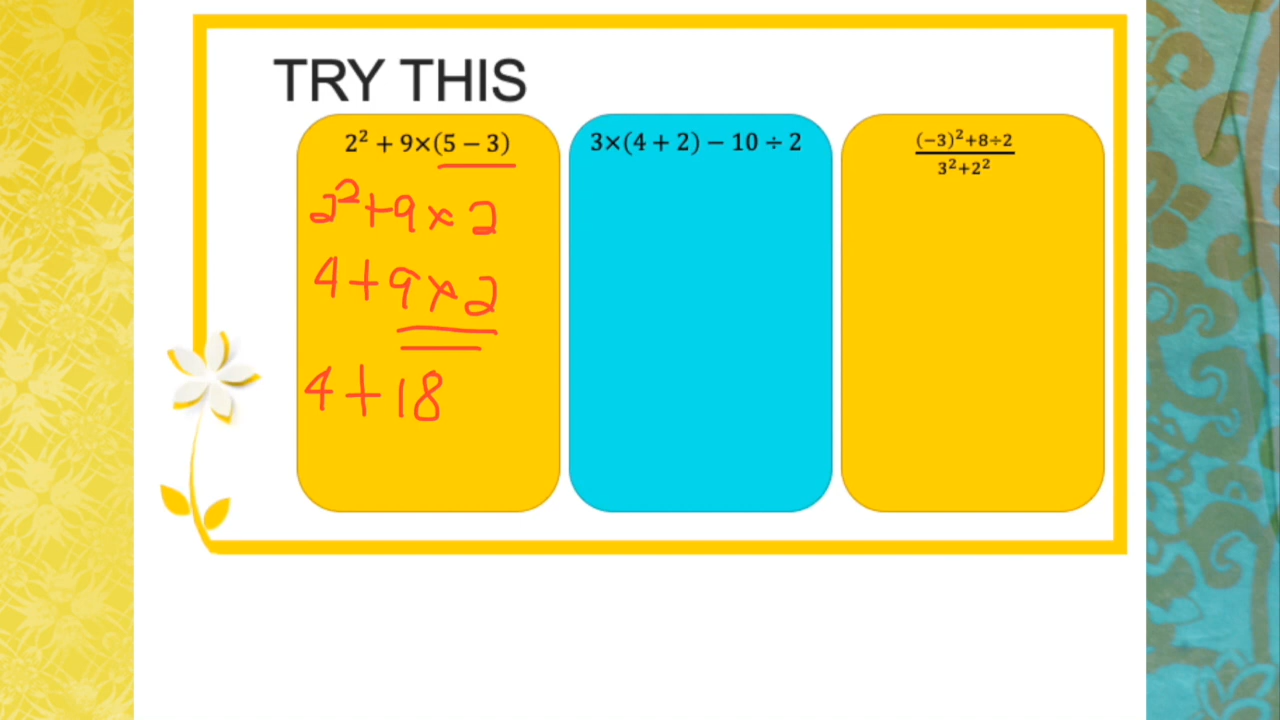 TRY THIS
2² + 9×(5 − 3)
2²+9×2
4+9×2
4+18
3×(4 + 2) − 10 ÷ 2
(−3)²+8÷2
3²+2²